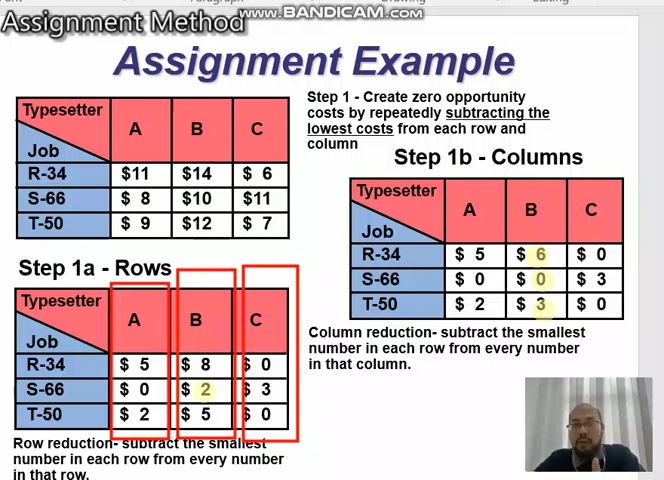 Assignment Method
www.BANDICAM.com
Assignment Example
Typesetter A B C
Job
R-34 $11 $14 $ 6
S-66 $ 8 $10 $11
T-50 $ 9 $12 $ 7
Step 1 - Create zero opportunity
costs by repeatedly subtracting the
lowest costs from each row and
column
Step 1b - Columns
Typesetter A B C
Job
R-34 $ 5 $ 6 $ 0
S-66 $ 0 $ 0 $ 3
T-50 $ 2 $ 3 $ 0
Column reduction- subtract the smallest
number in each row from every number
in that column.
Step 1a - Rows
Typesetter A B C
Job
R-34 $ 5 $ 8 $ 0
S-66 $ 0 $ 2 $ 3
T-50 $ 2 $ 5 $ 0
Row reduction- subtract the smallest
number in each row from every number
in that row.